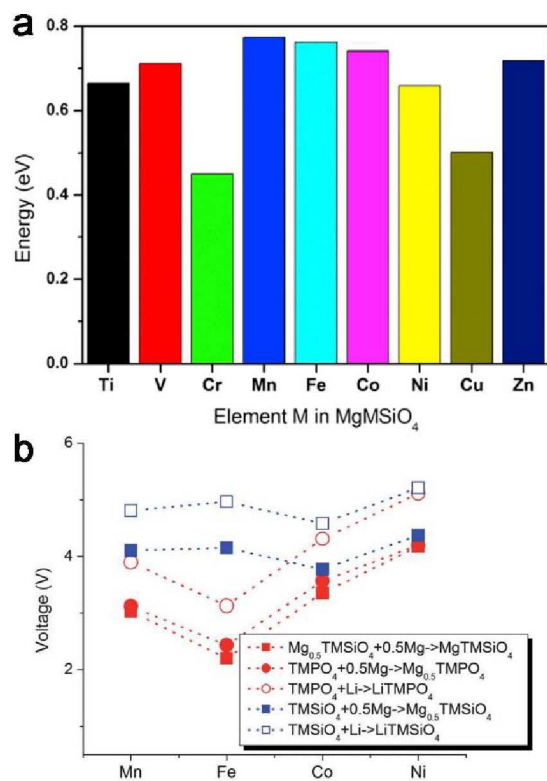 a
0.8
0.6
0.4
0.2
0.0
Energy (eV)
Ti V Cr Mn Fe Co Ni Cu Zn
Element M in MgMSiO₄
b
6
4
2
Voltage (V)
Mg₀.₅TMSiO₄+0.5Mg->MgTMSiO₄
TMPO₄+0.5Mg->Mg₀.₅TMPO₄
TMPO₄+Li->LiTMPO₄
TMSiO₄+0.5Mg->Mg₀.₅TMSiO₄
TMSiO₄+Li->LiTMSiO₄
Mn Fe Co Ni